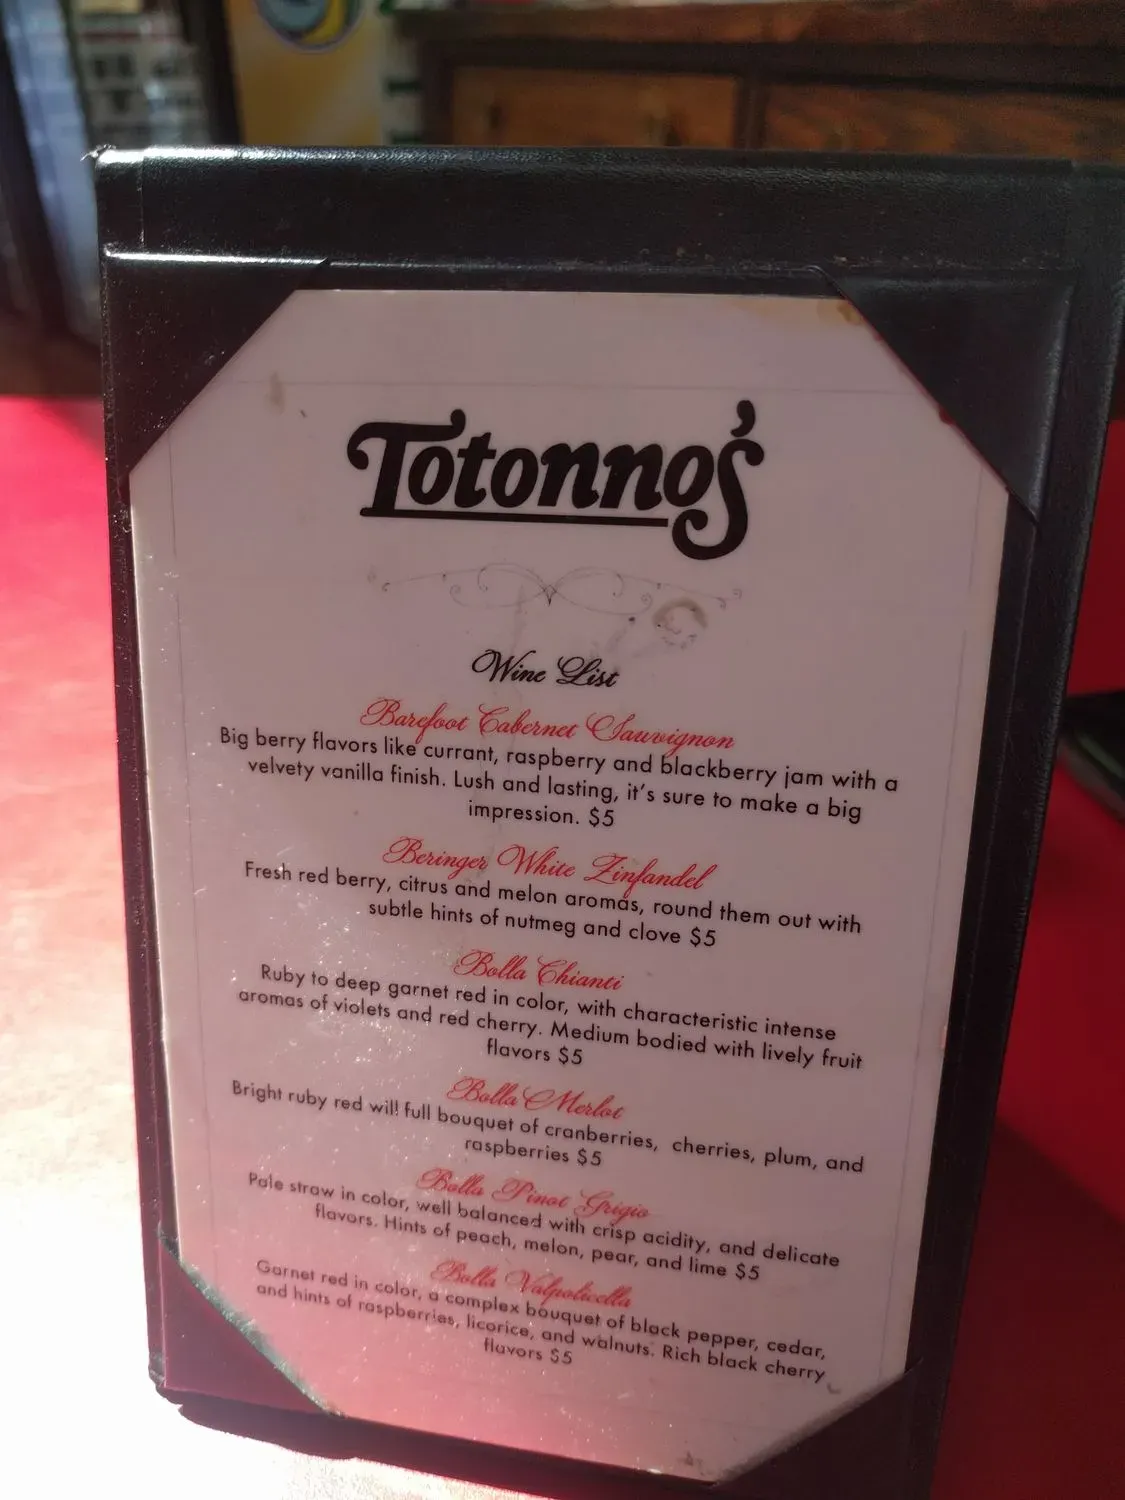 Totonno's
Wine List
Barefoot Cabernet Sauvignon
Big berry flavors like currant, raspberry and blackberry jam with a
velvety vanilla finish. Lush and lasting, it's sure to make a big
impression. $5
Beringer White Zinfandel
Fresh red berry, citrus and melon aromas, round them out with
subtle hints of nutmeg and clove $5
Bolla Chianti
Ruby to deep garnet red in color, with characteristic intense
aromas of violets and red cherry. Medium bodied with lively fruit
flavors $5
Bolla Merlot
Bright ruby red will full bouquet of cranberries, cherries, plum, and
raspberries $5
Bolla Pinot Grigio
Pale straw in color, well balanced with crisp acidity, and delicate
flavors. Hints of peach, melon, pear, and lime $5
Bolla Valpolicella
Garnet red in color, a complex bouquet of black pepper, cedar,
and hints of raspberries, licorice, and walnuts. Rich black cherry
flavors $5